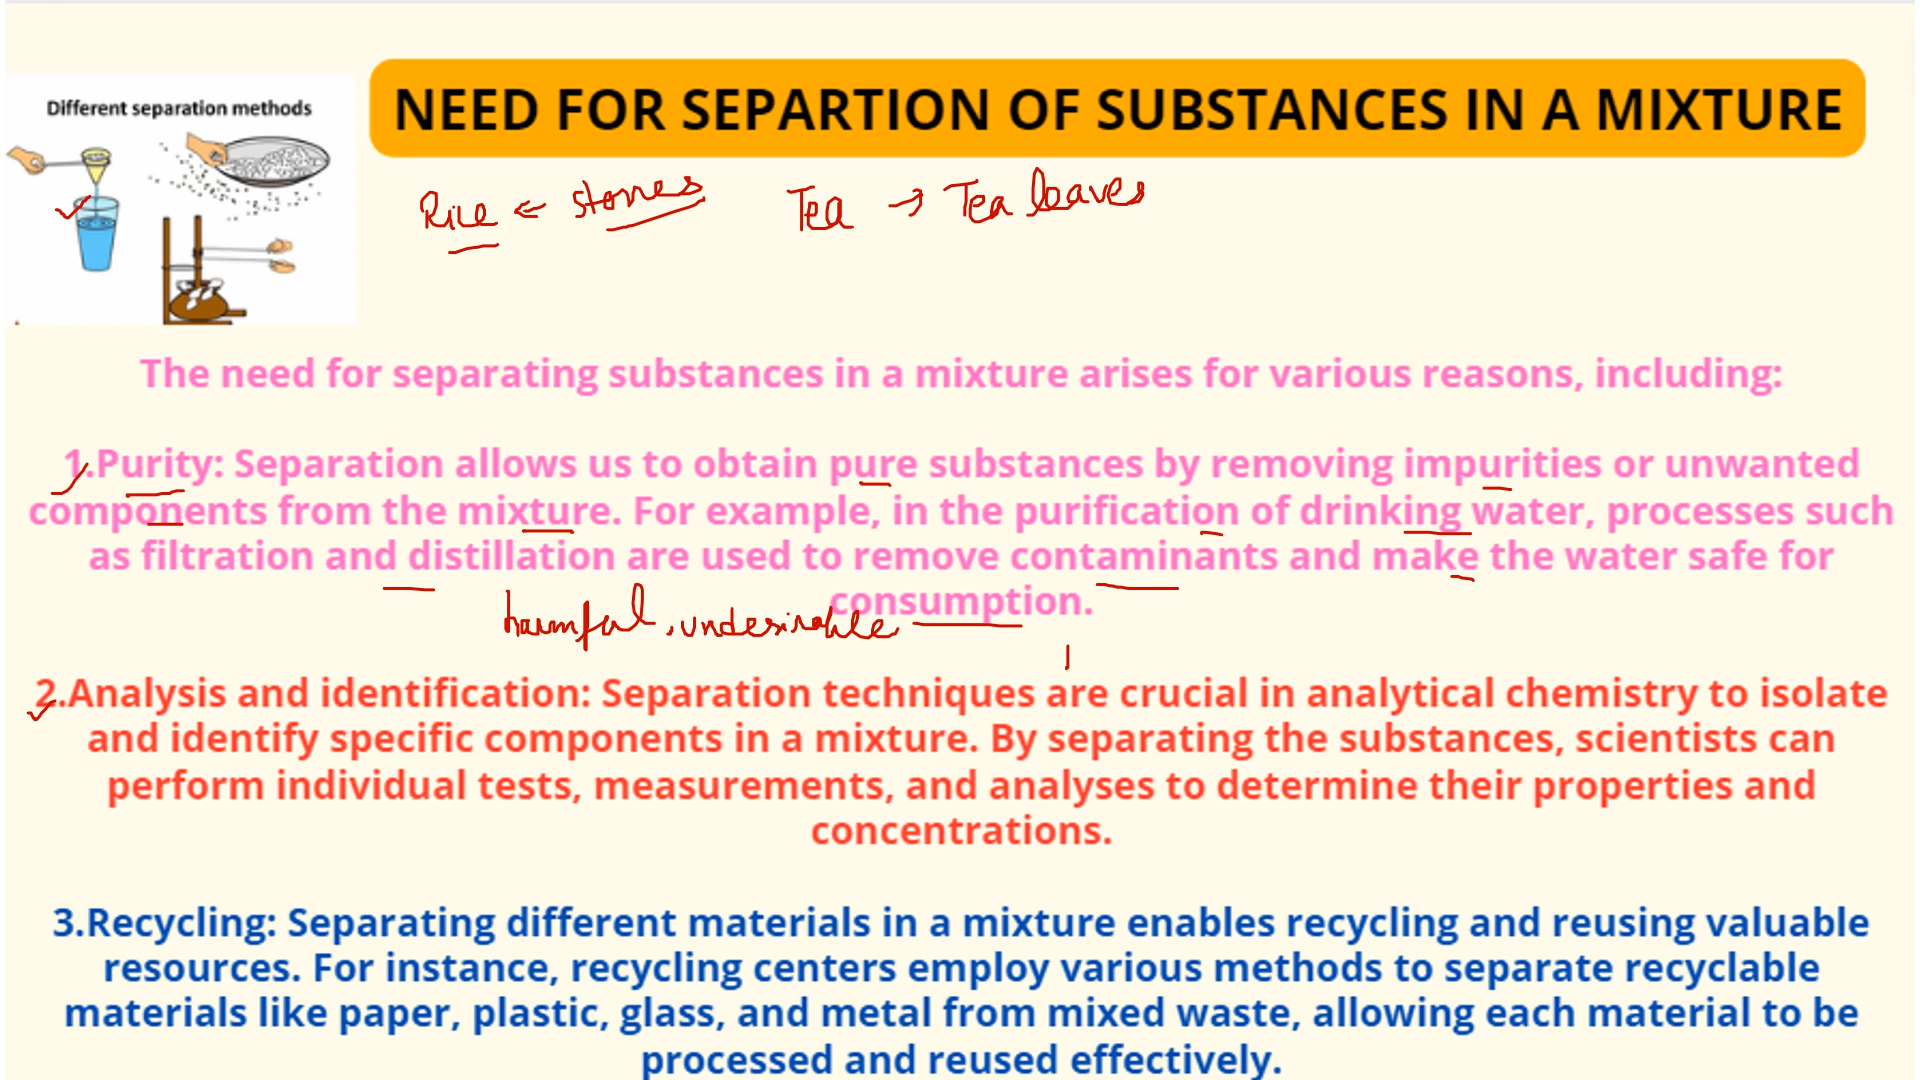 Different separation methods
NEED FOR SEPARTION OF SUBSTANCES IN A MIXTURE
Rice ← stones Tea → Tea leaves
The need for separating substances in a mixture arises for various reasons, including:
1.Purity: Separation allows us to obtain pure substances by removing impurities or unwanted
components from the mixture. For example, in the purification of drinking water, processes such
as filtration and distillation are used to remove contaminants and make the water safe for
consumption.
harmful, undesirable
2.Analysis and identification: Separation techniques are crucial in analytical chemistry to isolate
and identify specific components in a mixture. By separating the substances, scientists can
perform individual tests, measurements, and analyses to determine their properties and
concentrations.
3.Recycling: Separating different materials in a mixture enables recycling and reusing valuable
resources. For instance, recycling centers employ various methods to separate recyclable
materials like paper, plastic, glass, and metal from mixed waste, allowing each material to be
processed and reused effectively.